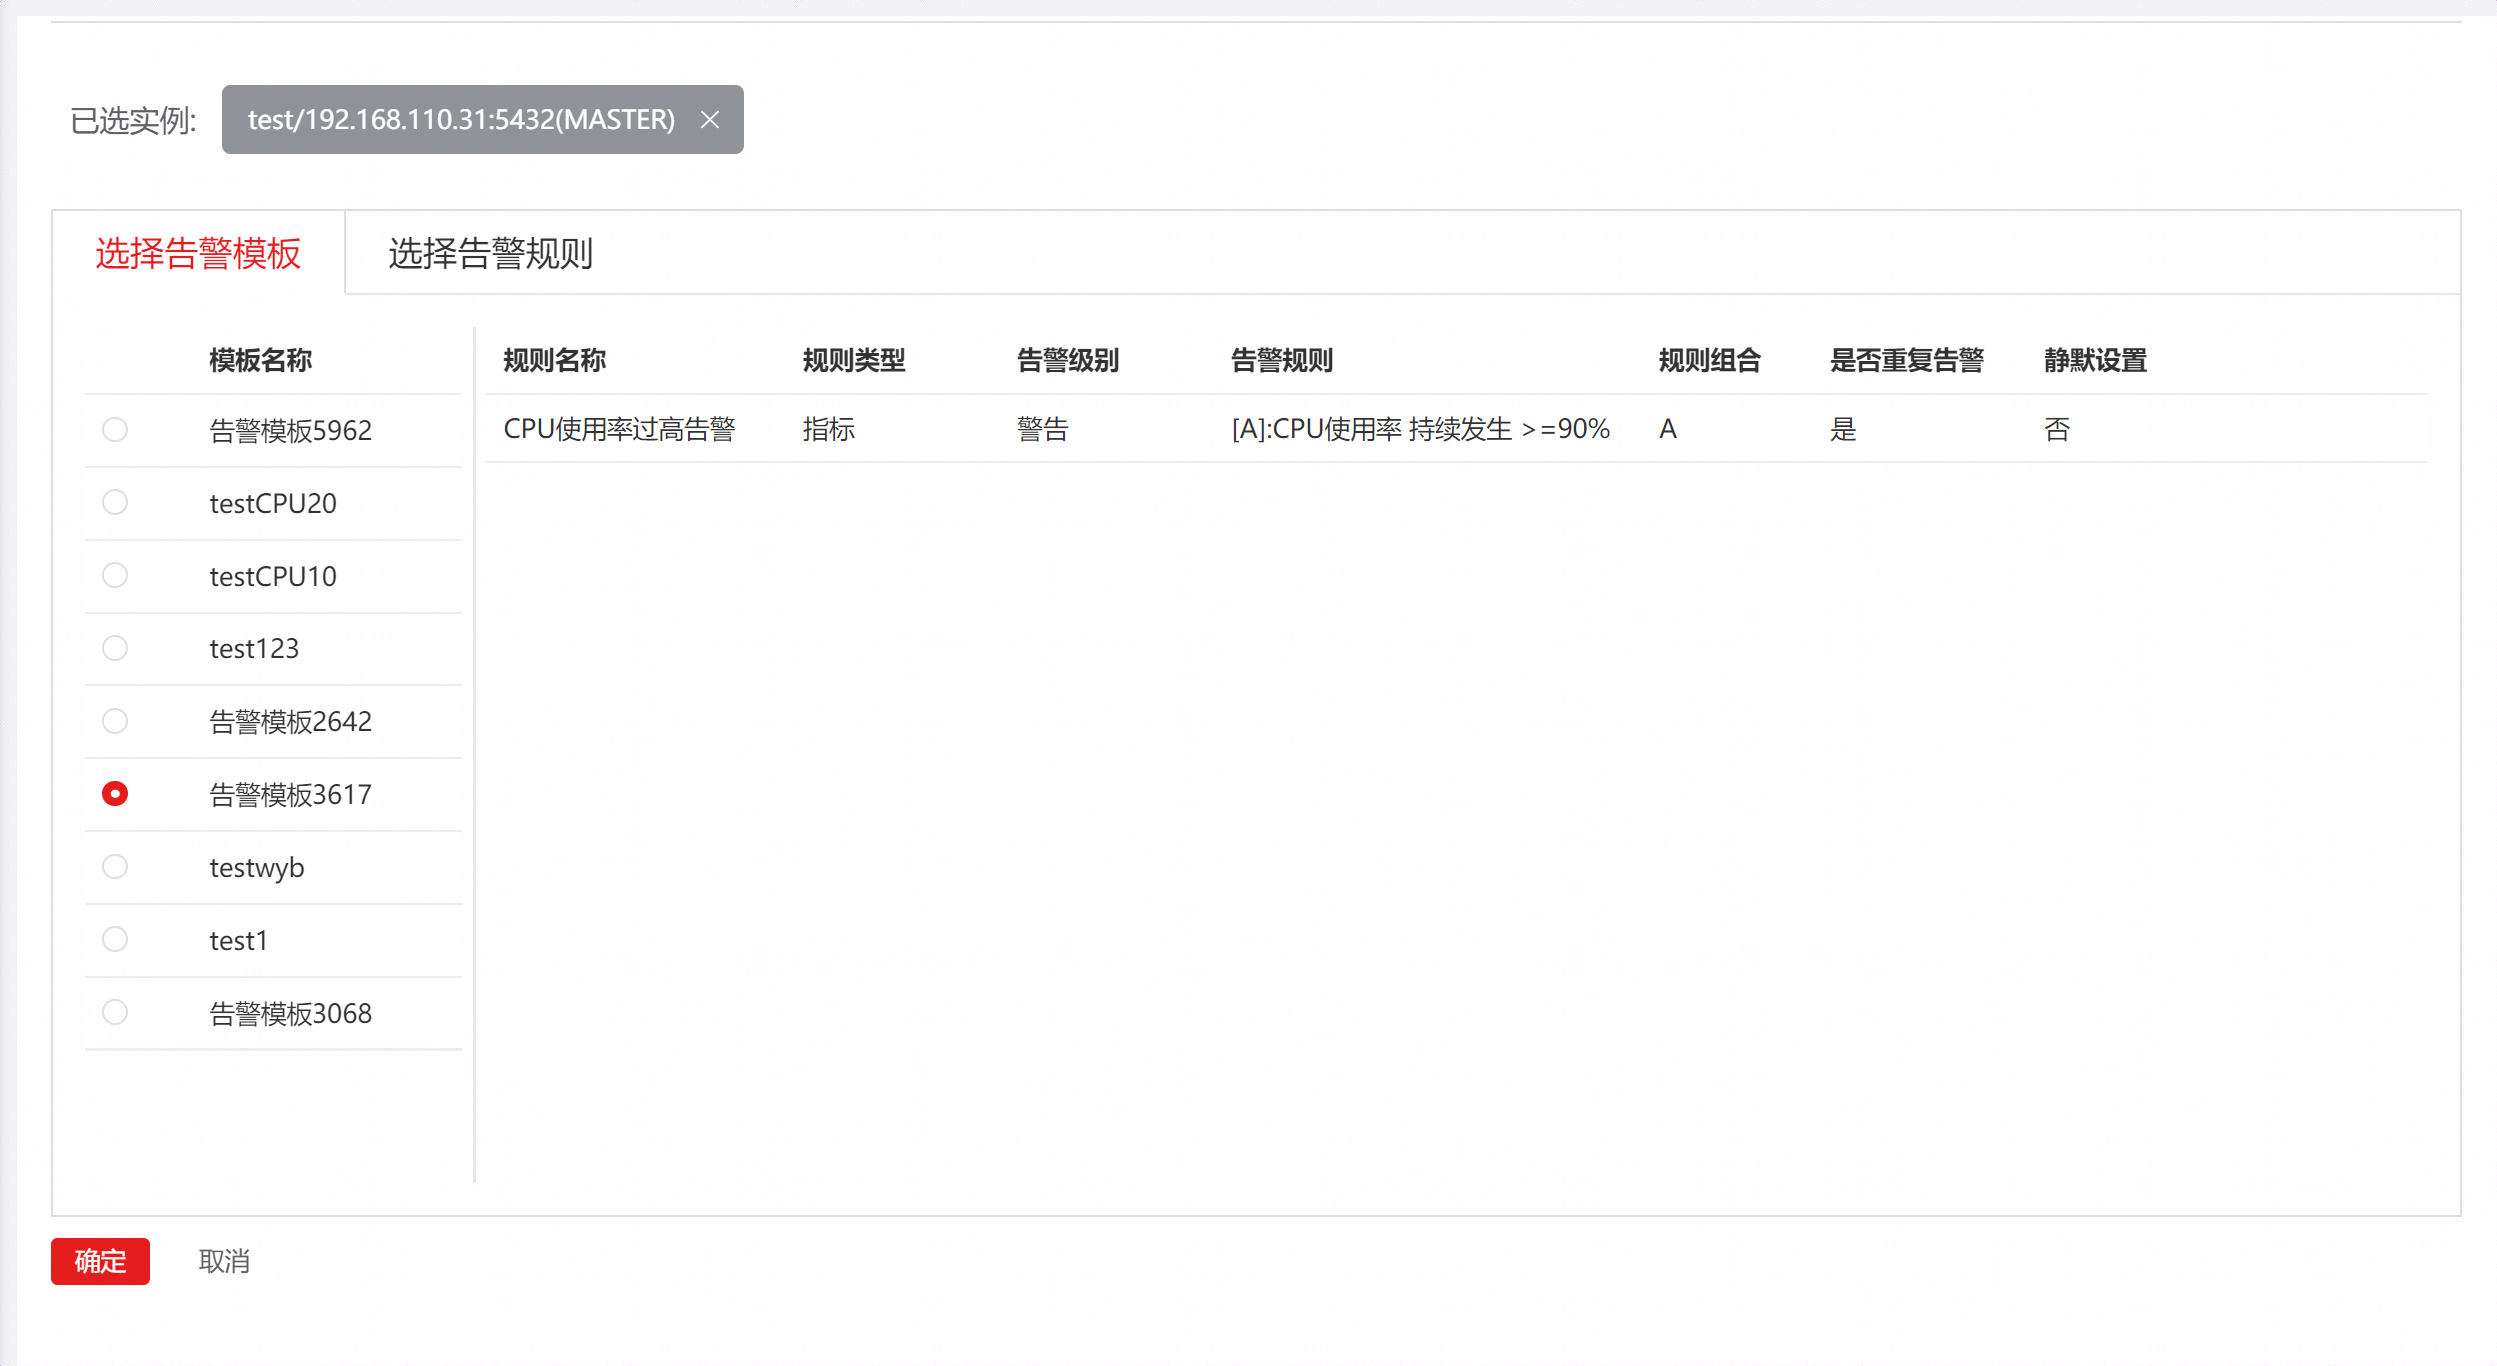 已选实例: test/192.168.110.31:5432(MASTER)
选择告警模板 选择告警规则
模板名称 规则名称 规则类型 告警级别 告警规则 规则组合 是否重复告警 静默设置
告警模板5962 CPU使用率过高告警 指标 警告 [A]:CPU使用率 持续发生 >=90% A 是 否
testCPU20
testCPU10
test123
告警模板2642
告警模板3617
testwyb
test1
告警模板3068
确定 取消